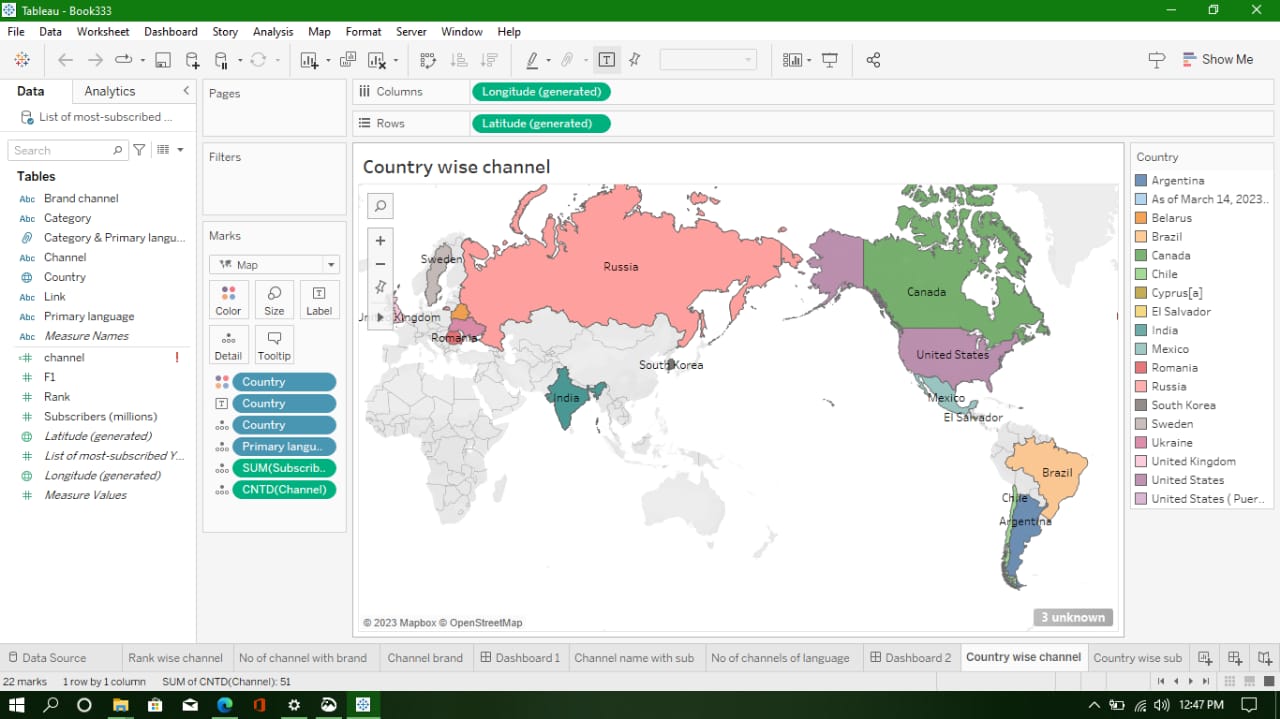 Tableau - Book333
File Data Worksheet Dashboard Story Analysis Map Format Server Window Help
Show Me
Data Analytics
List of most-subscribed ...
Search
Tables
Abc Brand channel
Abc Category
Category & Primary langu...
Abc Channel
Country
Abc Link
Abc Primary language
Abc Measure Names
channel !
F1
Rank
Subscribers (millions)
Latitude (generated)
List of most-subscribed Y...
Longitude (generated)
Measure Values
Pages
Filters
Marks
Map
Color Size Label
Detail Tooltip
Country
Country
Country
Primary langu..
SUM(Subscrib..
CNTD(Channel)
Columns Longitude (generated)
Rows Latitude (generated)
Country wise channel
Sweden
Russia
Canada
Kingdom
Romania
United States
South Korea
India
Mexico
El Salvador
Brazil
Chile
Argentina
© 2023 Mapbox © OpenStreetMap
3 unknown
Country
Argentina
As of March 14, 2023..
Belarus
Brazil
Canada
Chile
Cyprus[a]
El Salvador
India
Mexico
Romania
Russia
South Korea
Sweden
Ukraine
United Kingdom
United States
United States ( Puer..
Data Source Rank wise channel No of channel with brand Channel brand Dashboard 1 Channel name with sub No of channels of language Dashboard 2 Country wise channel Country wise sub
22 marks 1 row by 1 column SUM of CNTD(Channel): 51
12:47 PM